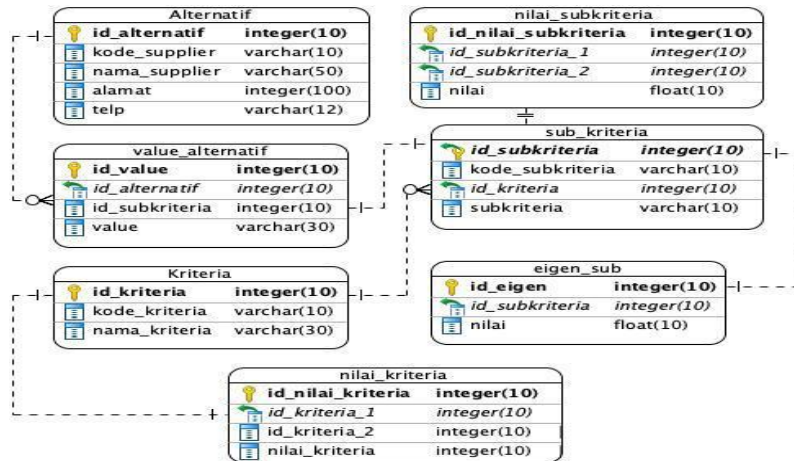 Alternatif
id_alternatif integer(10)
kode_supplier varchar(10)
nama_supplier varchar(50)
alamat integer(100)
telp varchar(12)
nilai_subkriteria
id_nilai_subkriteria integer(10)
id_subkriteria_1 integer(10)
id_subkriteria_2 integer(10)
nilai float(10)
value_alternatif
id_value integer(10)
id_alternatif integer(10)
id_subkriteria integer(10)
value varchar(30)
sub_kriteria
id_subkriteria integer(10)
kode_subkriteria varchar(10)
id_kriteria integer(10)
subkriteria varchar(10)
Kriteria
id_kriteria integer(10)
kode_kriteria varchar(10)
nama_kriteria varchar(30)
eigen_sub
id_eigen integer(10)
id_subkriteria integer(10)
nilai float(10)
nilai_kriteria
id_nilai_kriteria integer(10)
id_kriteria_1 integer(10)
id_kriteria_2 integer(10)
nilai_kriteria integer(10)